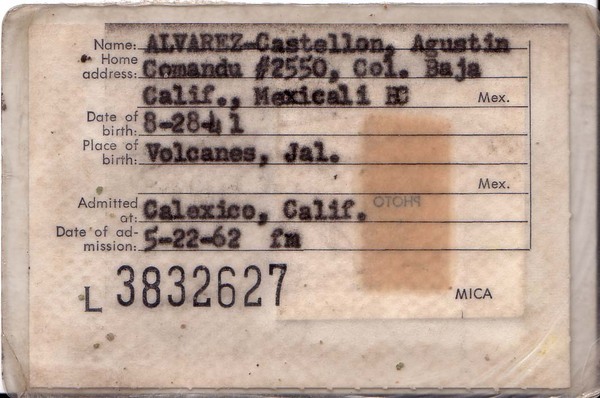 Name: ALVAREZ-Castellon, Agustin
Home address: Comandu #2550, Col. Baja
Calif., Mexicali BC Mex.
Date of birth: 8-28-41
Place of birth: Volcanes, Jal.
Mex.
Admitted at: Calexico, Calif.
PHOTO
Date of admission: 5-22-62 fm
L 3832627
MICA